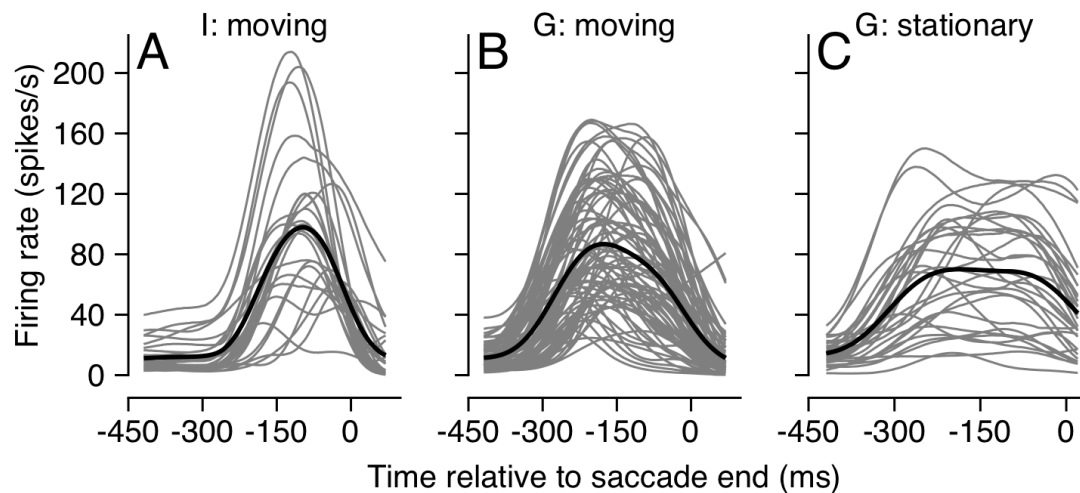 A I: moving
B G: moving
C G: stationary
Firing rate (spikes/s)
200
160
120
80
40
0
-450 -300 -150 0
-450 -300 -150 0
-450 -300 -150 0
Time relative to saccade end (ms)